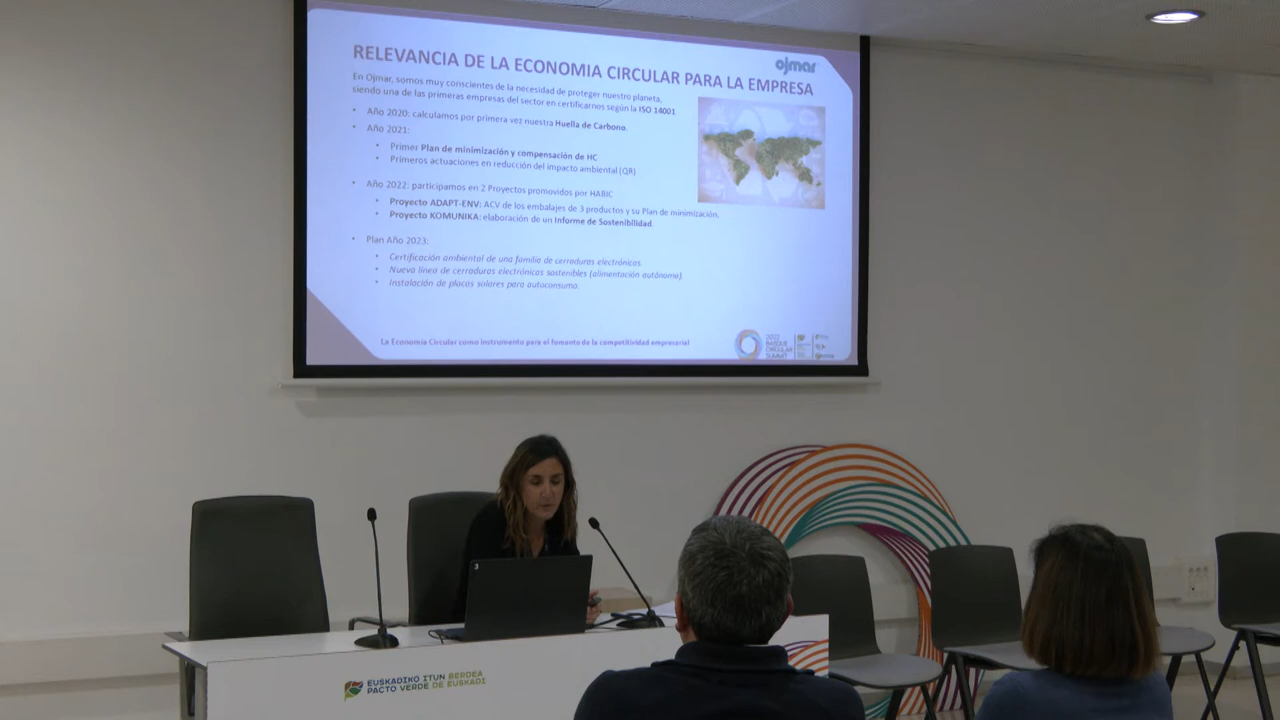 ojmar
RELEVANCIA DE LA ECONOMIA CIRCULAR PARA LA EMPRESA
En Ojmar, somos muy conscientes de la necesidad de proteger nuestro planeta,
siendo una de las primeras empresas del sector en certificarnos según la ISO 14001
• Año 2020: calculamos por primera vez nuestra Huella de Carbono.
• Año 2021:
• Primer Plan de minimización y compensación de HC
• Primeros actuaciones en reducción del impacto ambiental (QR)
• Año 2022: participamos en 2 Proyectos promovidos por HABIC
• Proyecto ADAPT-ENV: ACV de los embalajes de 3 productos y su Plan de minimización.
• Proyecto KOMUNIKA: elaboración de un Informe de Sostenibilidad.
• Plan Año 2023:
• Certificación ambiental de una familia de cerraduras electrónicas.
• Nueva línea de cerraduras electrónicas sostenibles (alimentación autónoma).
• Instalación de placas solares para autoconsumo.
La Economía Circular como instrumento para el fomento de la competitividad empresarial
2022
BASQUE
CIRCULAR
SUMMIT
3
EUSKADIKO ITUN BERDEA
PACTO VERDE DE EUSKADI